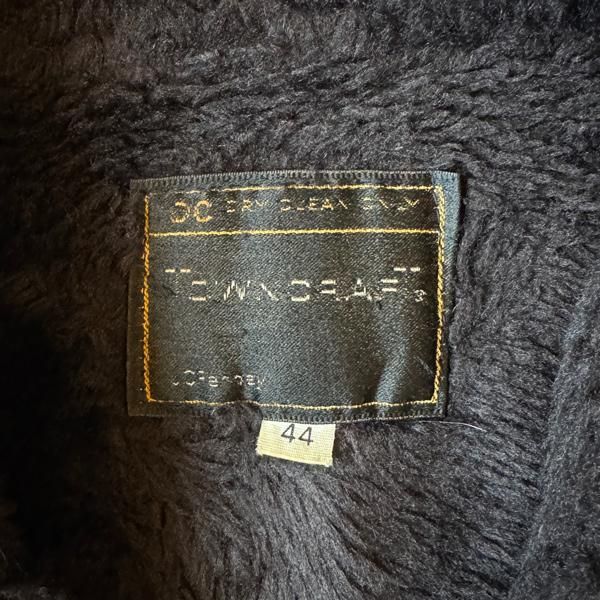 DC DRY CLEAN ONLY
TOWNCRAFT®
JCPenney
44